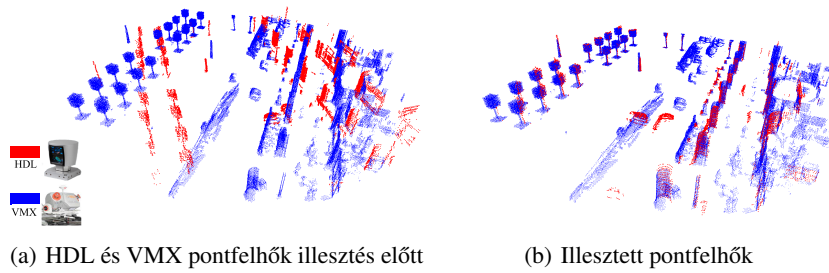 HDL
VMX
(a) HDL és VMX pontfelhők illesztés előtt
(b) Illesztett pontfelhők